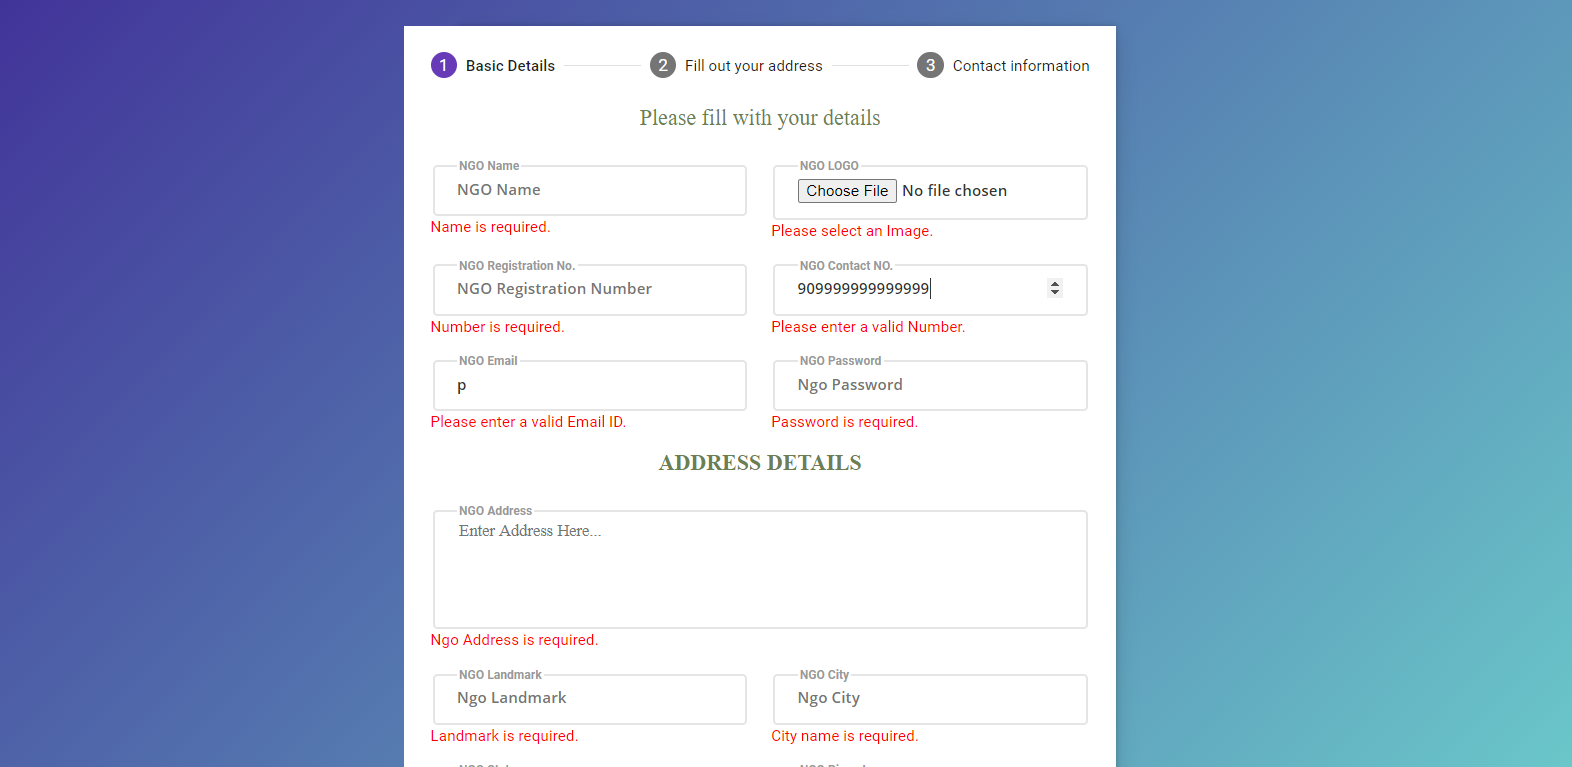 1 Basic Details 2 Fill out your address 3 Contact information
Please fill with your details
NGO Name
NGO Name
Name is required.
NGO LOGO
Choose File No file chosen
Please select an Image.
NGO Registration No.
NGO Registration Number
Number is required.
NGO Contact NO.
909999999999999
Please enter a valid Number.
NGO Email
p
Please enter a valid Email ID.
NGO Password
Ngo Password
Password is required.
ADDRESS DETAILS
NGO Address
Enter Address Here...
Ngo Address is required.
NGO Landmark
Ngo Landmark
Landmark is required.
NGO City
Ngo City
City name is required.